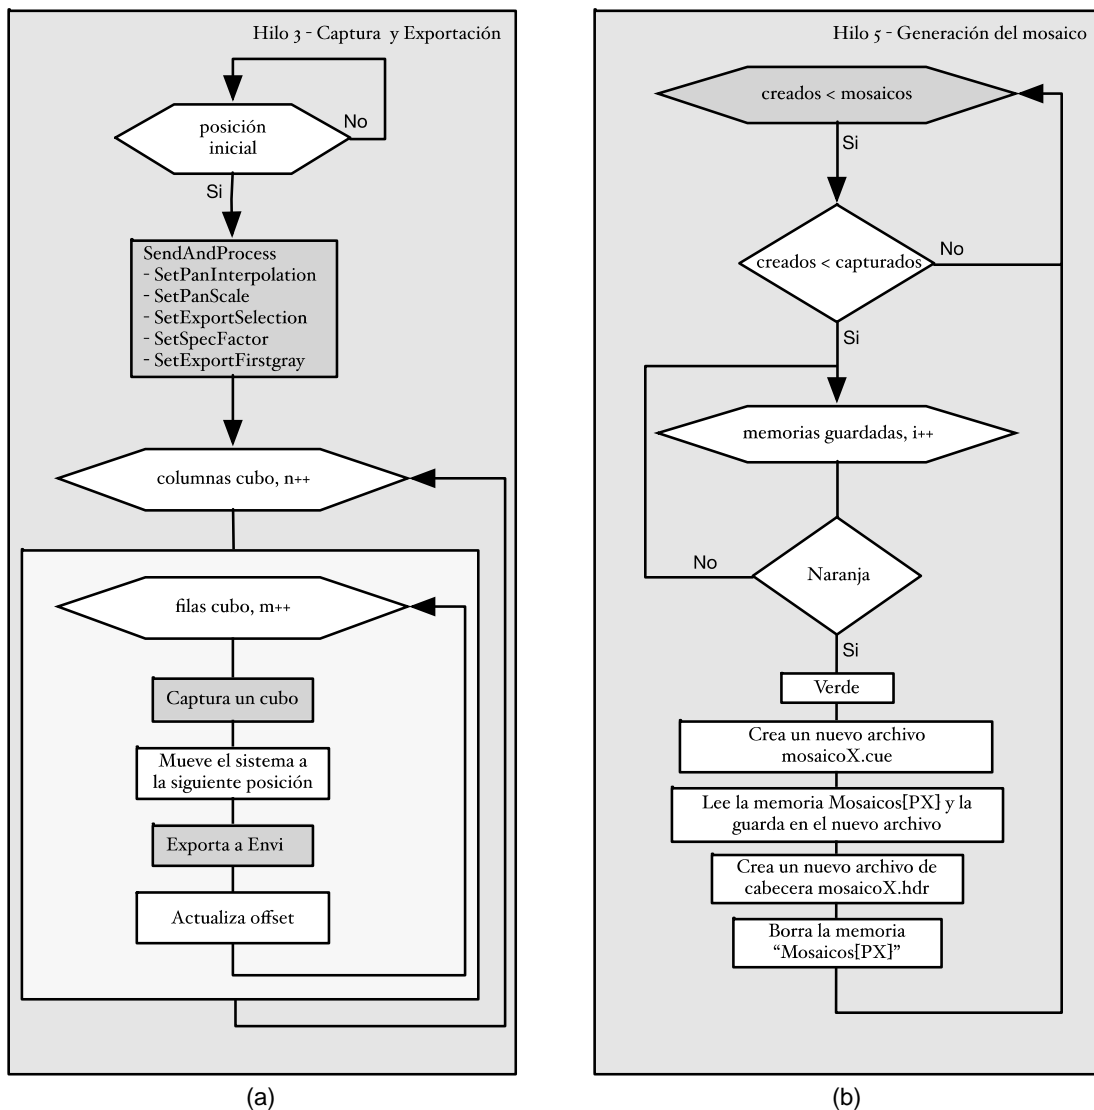 Hilo 3 - Captura y Exportación
posición
inicial
No
Si
SendAndProcess
- SetPanInterpolation
- SetPanScale
- SetExportSelection
- SetSpecFactor
- SetExportFirstgray
columnas cubo, n++
filas cubo, m++
Captura un cubo
Mueve el sistema a
la siguiente posición
Exporta a Envi
Actualiza offset
(a)
Hilo 5 - Generación del mosaico
creados < mosaicos
Si
creados < capturados
No
Si
memorias guardadas, i++
No
Naranja
Si
Verde
Crea un nuevo archivo
mosaicoX.cue
Lee la memoria Mosaicos[PX] y la
guarda en el nuevo archivo
Crea un nuevo archivo de
cabecera mosaicoX.hdr
Borra la memoria
“Mosaicos[PX]”
(b)